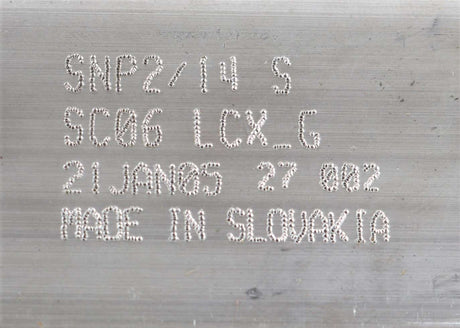 SNP2/14 S
SC06 LCX_G
21JAN05 27 002
MADE IN SLOVAKIA